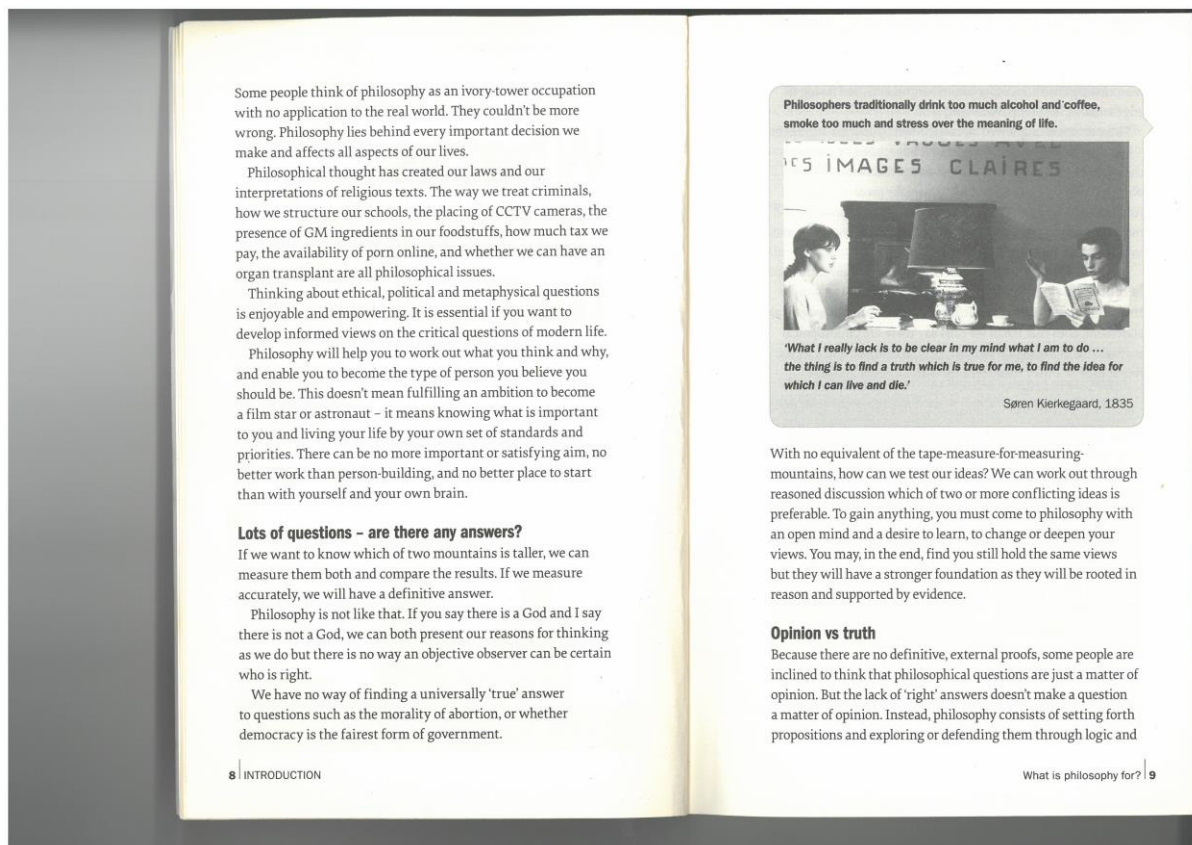 Some people think of philosophy as an ivory-tower occupation
with no application to the real world. They couldn't be more
wrong. Philosophy lies behind every important decision we
make and affects all aspects of our lives.
Philosophical thought has created our laws and our
interpretations of religious texts. The way we treat criminals,
how we structure our schools, the placing of CCTV cameras, the
presence of GM ingredients in our foodstuffs, how much tax we
pay, the availability of porn online, and whether we can have an
organ transplant are all philosophical issues.
Thinking about ethical, political and metaphysical questions
is enjoyable and empowering. It is essential if you want to
develop informed views on the critical questions of modern life.
Philosophy will help you to work out what you think and why,
and enable you to become the type of person you believe you
should be. This doesn't mean fulfilling an ambition to become
a film star or astronaut – it means knowing what is important
to you and living your life by your own set of standards and
priorities. There can be no more important or satisfying aim, no
better work than person-building, and no better place to start
than with yourself and your own brain.
Lots of questions – are there any answers?
If we want to know which of two mountains is taller, we can
measure them both and compare the results. If we measure
accurately, we will have a definitive answer.
Philosophy is not like that. If you say there is a God and I say
there is not a God, we can both present our reasons for thinking
as we do but there is no way an objective observer can be certain
who is right.
We have no way of finding a universally 'true' answer
to questions such as the morality of abortion, or whether
democracy is the fairest form of government.
8 INTRODUCTION
Philosophers traditionally drink too much alcohol and coffee,
smoke too much and stress over the meaning of life.
IMAGES CLAIRES
'What I really lack is to be clear in my mind what I am to do ...
the thing is to find a truth which is true for me, to find the idea for
which I can live and die.'
Søren Kierkegaard, 1835
With no equivalent of the tape-measure-for-measuring-
mountains, how can we test our ideas? We can work out through
reasoned discussion which of two or more conflicting ideas is
preferable. To gain anything, you must come to philosophy with
an open mind and a desire to learn, to change or deepen your
views. You may, in the end, find you still hold the same views
but they will have a stronger foundation as they will be rooted in
reason and supported by evidence.
Opinion vs truth
Because there are no definitive, external proofs, some people are
inclined to think that philosophical questions are just a matter of
opinion. But the lack of 'right' answers doesn't make a question
a matter of opinion. Instead, philosophy consists of setting forth
propositions and exploring or defending them through logic and
What is philosophy for? 9